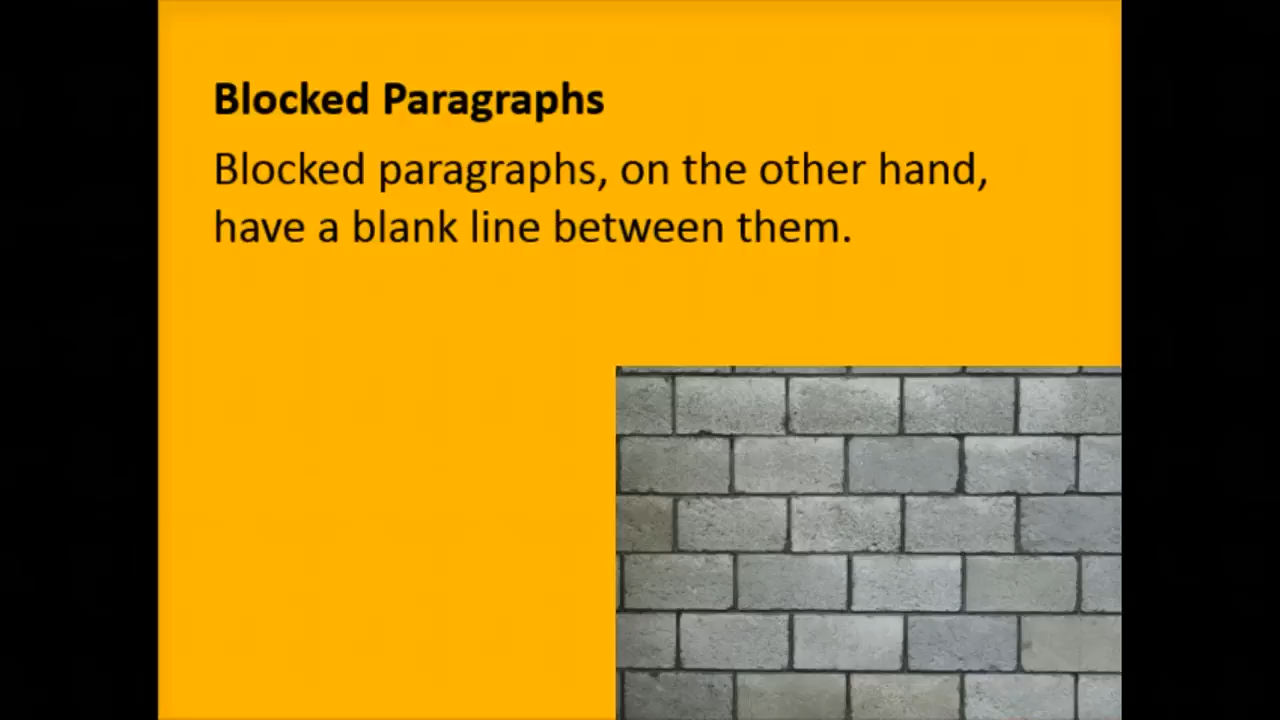 Blocked Paragraphs
Blocked paragraphs, on the other hand,
have a blank line between them.